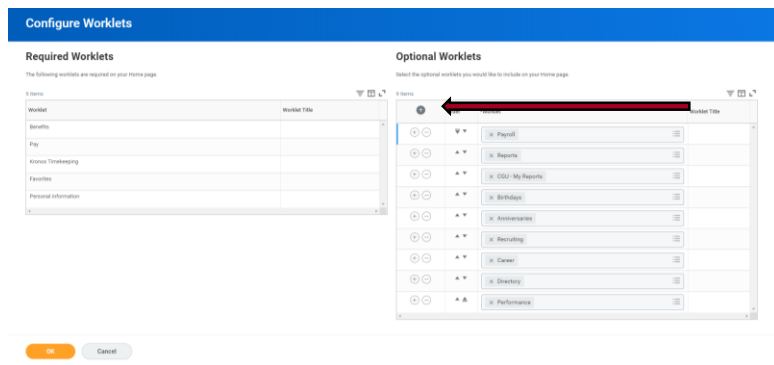 Configure Worklets
Required Worklets
The following worklets are required on your Home page.
5 items
Worklet
Worklet Title
Benefits
Pay
Kronos Timekeeping
Favorites
Personal Information
OK
Cancel
Optional Worklets
Select the optional worklets you would like to include on your Home page.
9 items
Worklet Title
Payroll
Reports
CGU - My Reports
Birthdays
Anniversaries
Recruiting
Career
Directory
Performance